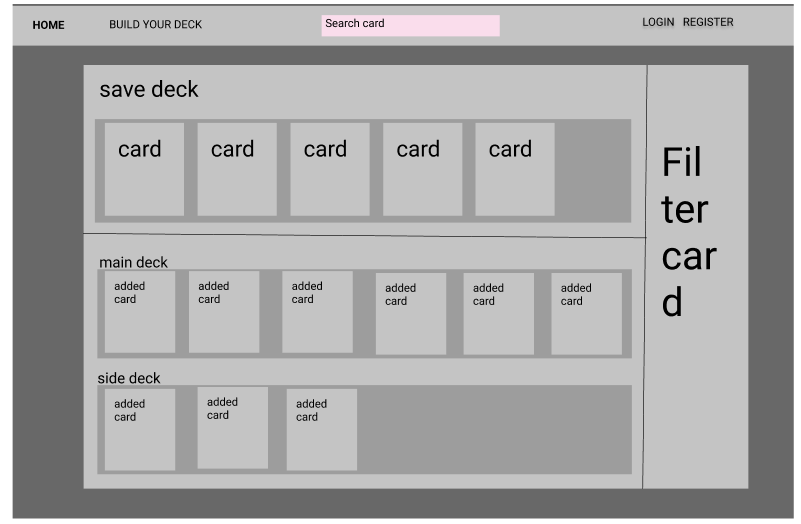 HOME BUILD YOUR DECK Search card LOGIN REGISTER
save deck
card card card card card
Fil
ter
car
d
main deck
added
card
added
card
added
card
added
card
added
card
added
card
side deck
added
card
added
card
added
card